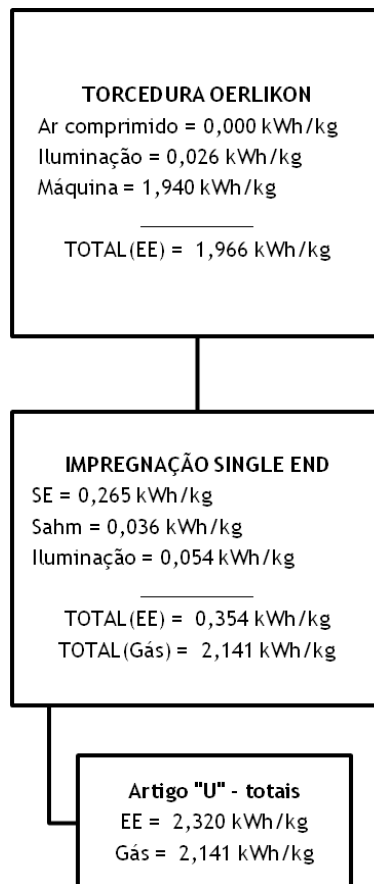 TORCEDURA OERLIKON
Ar comprimido = 0,000 kWh/kg
Iluminação = 0,026 kWh/kg
Máquina = 1,940 kWh/kg
TOTAL(EE) = 1,966 kWh/kg
IMPREGNAÇÃO SINGLE END
SE = 0,265 kWh/kg
Sahm = 0,036 kWh/kg
Iluminação = 0,054 kWh/kg
TOTAL(EE) = 0,354 kWh/kg
TOTAL(Gás) = 2,141 kWh/kg
Artigo "U" - totais
EE = 2,320 kWh/kg
Gás = 2,141 kWh/kg